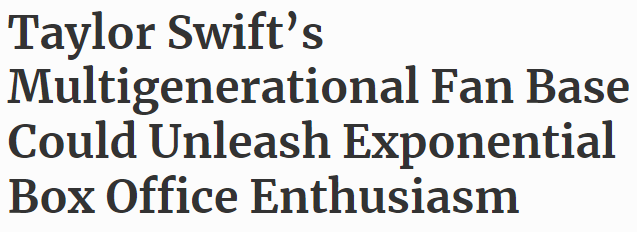 Taylor Swift’s
Multigenerational Fan Base
Could Unleash Exponential
Box Office Enthusiasm